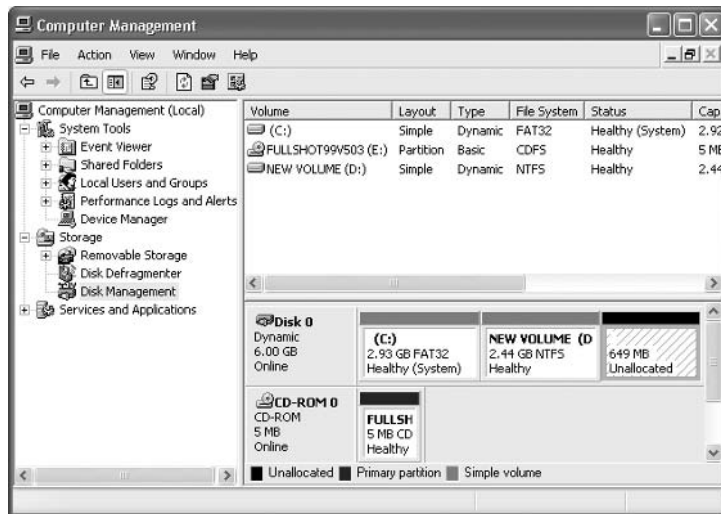 Computer Management
File Action View Window Help
Computer Management (Local)
System Tools
Event Viewer
Shared Folders
Local Users and Groups
Performance Logs and Alerts
Device Manager
Storage
Removable Storage
Disk Defragmenter
Disk Management
Services and Applications
Volume Layout Type File System Status Cap
(C:) Simple Dynamic FAT32 Healthy (System) 2.92
FULLSHOT99V503 (E:) Partition Basic CDFS Healthy 5 MB
NEW VOLUME (D:) Simple Dynamic NTFS Healthy 2.44
Disk 0
Dynamic
6.00 GB
Online
(C:)
2.93 GB FAT32
Healthy (System)
NEW VOLUME (D
2.44 GB NTFS
Healthy
649 MB
Unallocated
CD-ROM 0
CD-ROM
5 MB
Online
FULLSH
5 MB CD
Healthy
Unallocated Primary partition Simple volume